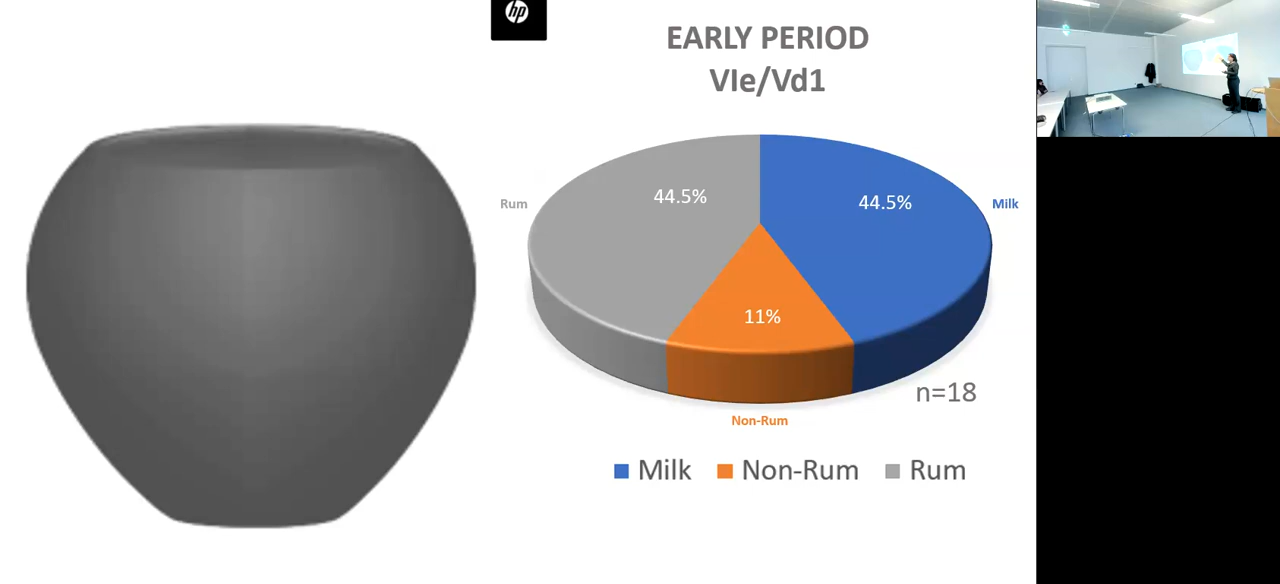 hp
EARLY PERIOD
VIe/Vd1
44.5%
44.5%
Rum
Milk
11%
n=18
Non-Rum
Milk Non-Rum Rum